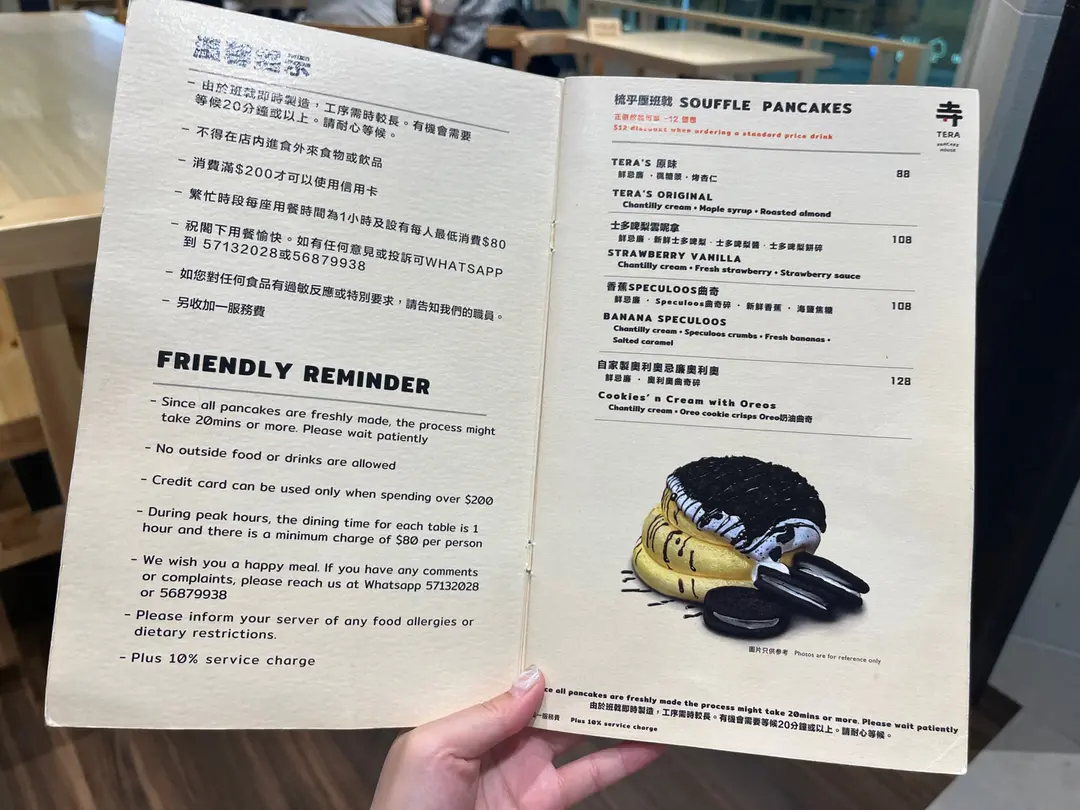 溫馨提示
– 由於班戟即時製造，工序需時較長。有機會需要
等候20分鐘或以上。請耐心等候。
– 不得在店内進食外來食物或飲品
– 消費滿$200才可以使用信用卡
– 繁忙時段每座用餐時間為1小時及設有每人最低消費$80
– 祝閣下用餐愉快。如有任何意見或投訴可WHATSAPP
到 57132028或56879938
– 如您對任何食品有過敏反應或特別要求，請告知我們的職員。
– 另收加一服務費
FRIENDLY REMINDER
– Since all pancakes are freshly made, the process might
take 20mins or more. Please wait patiently
– No outside food or drinks are allowed
– Credit card can be used only when spending over $200
– During peak hours, the dining time for each table is 1
hour and there is a minimum charge of $80 per person
– We wish you a happy meal. If you have any comments
or complaints, please reach us at Whatsapp 57132028
or 56879938
– Please inform your server of any food allergies or
dietary restrictions.
– Plus 10% service charge
梳乎厘班戟 SOUFFLE PANCAKES
$12 discount when ordering a standard price drink
寺
TERA
PANCAKE
HOUSE
TERA'S 原味 88
鮮忌廉 · 楓糖漿 · 烤杏仁
TERA'S ORIGINAL
Chantilly cream • Maple syrup • Roasted almond
士多啤梨雲呢拿 108
鮮忌廉 · 新鮮士多啤梨 · 士多啤梨醬 · 士多啤梨餅碎
STRAWBERRY VANILLA
Chantilly cream • Fresh strawberry • Strawberry sauce
香蕉SPECULOOS曲奇 108
鮮忌廉 · Speculoos曲奇碎 · 新鮮香蕉 · 海鹽焦糖
BANANA SPECULOOS
Chantilly cream • Speculoos crumbs • Fresh bananas •
Salted caramel
自家製奧利奧忌廉奧利奧 128
鮮忌廉 · 奧利奧曲奇碎
Cookies' n Cream with Oreos
Chantilly cream • Oreo cookie crisps Oreo奶油曲奇
圖片只供參考 Photos are for reference only
ce all pancakes are freshly made the process might take 20mins or more. Please wait patiently
由於班戟即時製造，工序需時較長。有機會需要等候20分鐘或以上。請耐心等候。
一服務費 Plus 10% service charge